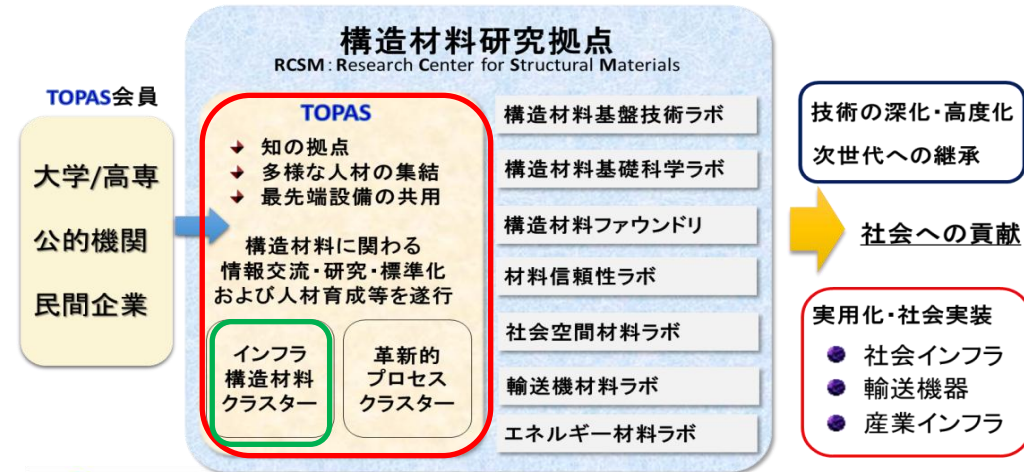 構造材料研究拠点
RCSM:Research Center for Structural Materials
TOPAS会員
大学/高専
公的機関
民間企業
TOPAS
知の拠点
多様な人材の集結
最先端設備の共用
構造材料に関わる
情報交流・研究・標準化
および人材育成等を遂行
インフラ
構造材料
クラスター
革新的
プロセス
クラスター
構造材料基盤技術ラボ
構造材料基礎科学ラボ
構造材料ファウンドリ
材料信頼性ラボ
社会空間材料ラボ
輸送機材料ラボ
エネルギー材料ラボ
技術の深化・高度化
次世代への継承
社会への貢献
実用化・社会実装
社会インフラ
輸送機器
産業インフラ